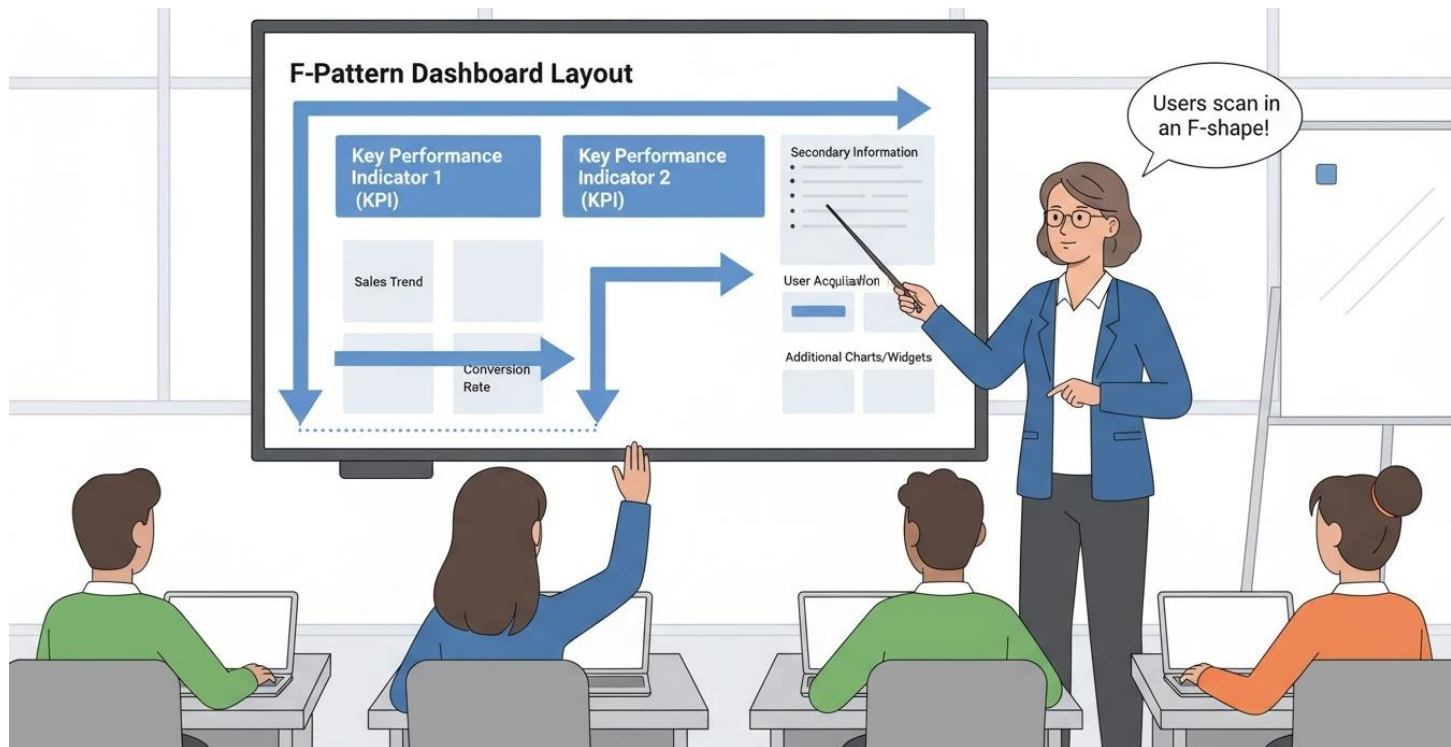 F-Pattern Dashboard Layout
Key Performance
Indicator 1
(KPI)
Key Performance
Indicator 2
(KPI)
Secondary Information
Sales Trend
Conversion
Rate
User
Additional Charts/Widgets
Users scan in
an F-shape!